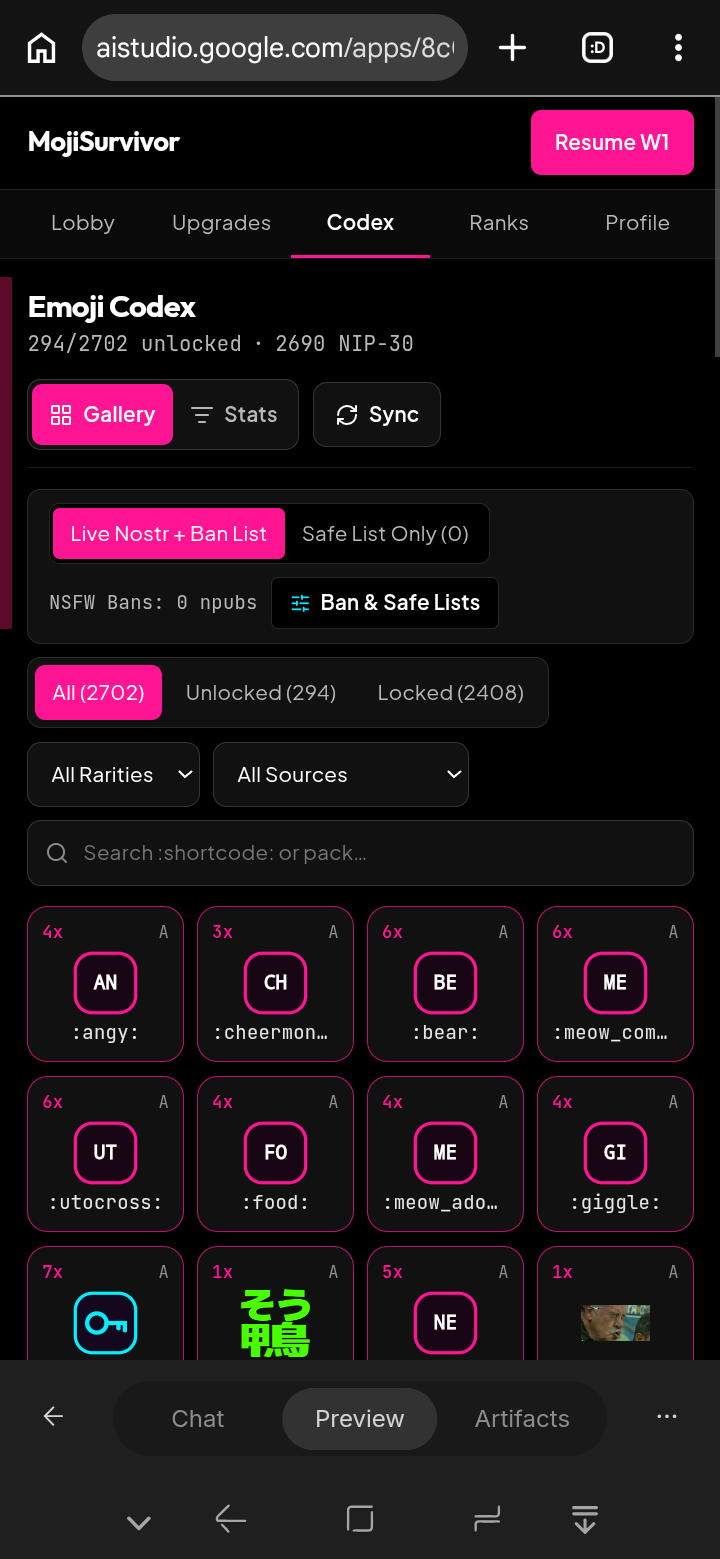 aistudio.google.com/apps/8c
:D
MojiSurvivor
Resume W1
Lobby Upgrades Codex Ranks Profile
Emoji Codex
294/2702 unlocked · 2690 NIP-30
Gallery Stats Sync
Live Nostr + Ban List Safe List Only (0)
NSFW Bans: 0 npubs Ban & Safe Lists
All (2702) Unlocked (294) Locked (2408)
All Rarities All Sources
Search :shortcode: or pack...
4x A 3x A 6x A 6x A
AN CH BE ME
:angy: :cheermon… :bear: :meow_com…
6x A 4x A 4x A 4x A
UT FO ME GI
:utocross: :food: :meow_ado… :giggle:
7x A 1x A 5x A 1x A
そう
鴨
NE
Chat Preview Artifacts